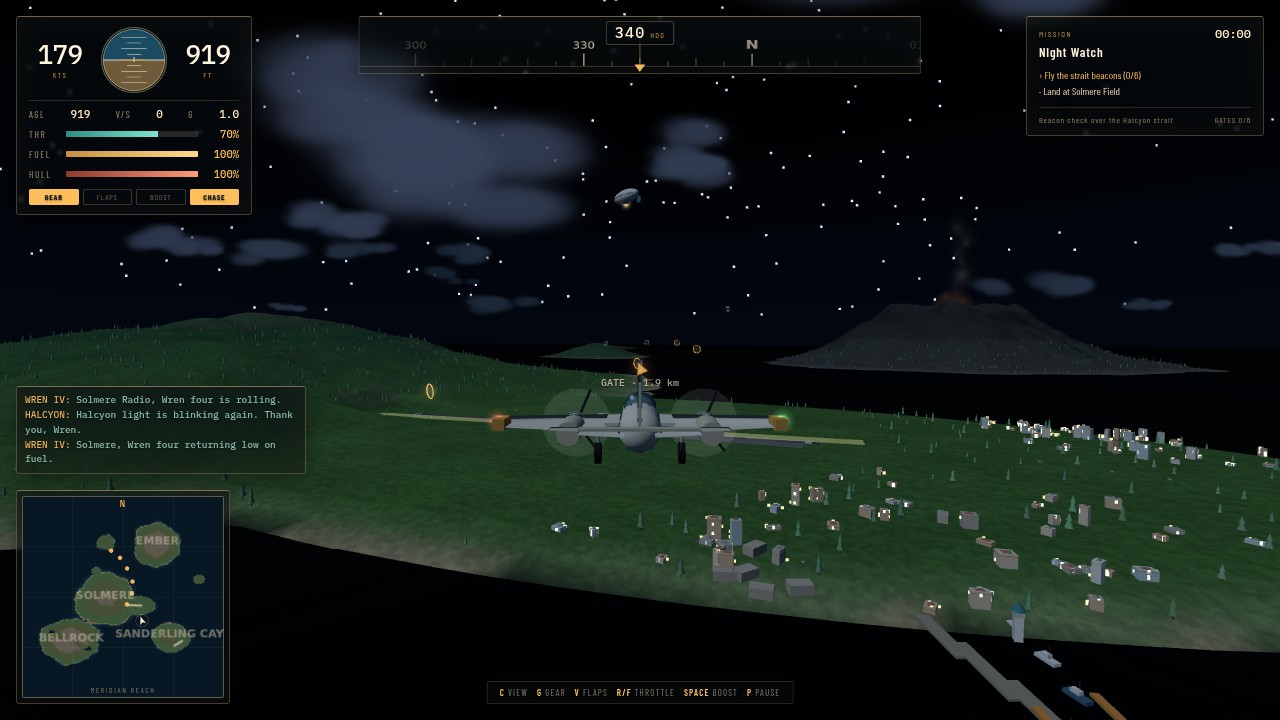 179
KTS
919
FT
AGL 919 V/S 0 G 1.0
THR 70%
FUEL 100%
HULL 100%
GEAR FLAPS BOOST CHASE
300 330 N
340 HDG
MISSION 00:00
Night Watch
› Fly the strait beacons (0/6)
· Land at Solmere Field
Beacon check over the Halcyon strait GATES 0/6
GATE · 1.9 km
WREN IV: Solmere Radio, Wren four is rolling.
HALCYON: Halcyon light is blinking again. Thank
you, Wren.
WREN IV: Solmere, Wren four returning low on
fuel.
N
EMBER
SOLMERE
BELLROCK SANDERLING CAY
MERIDIAN REACH
C VIEW G GEAR V FLAPS R/F THROTTLE SPACE BOOST P PAUSE